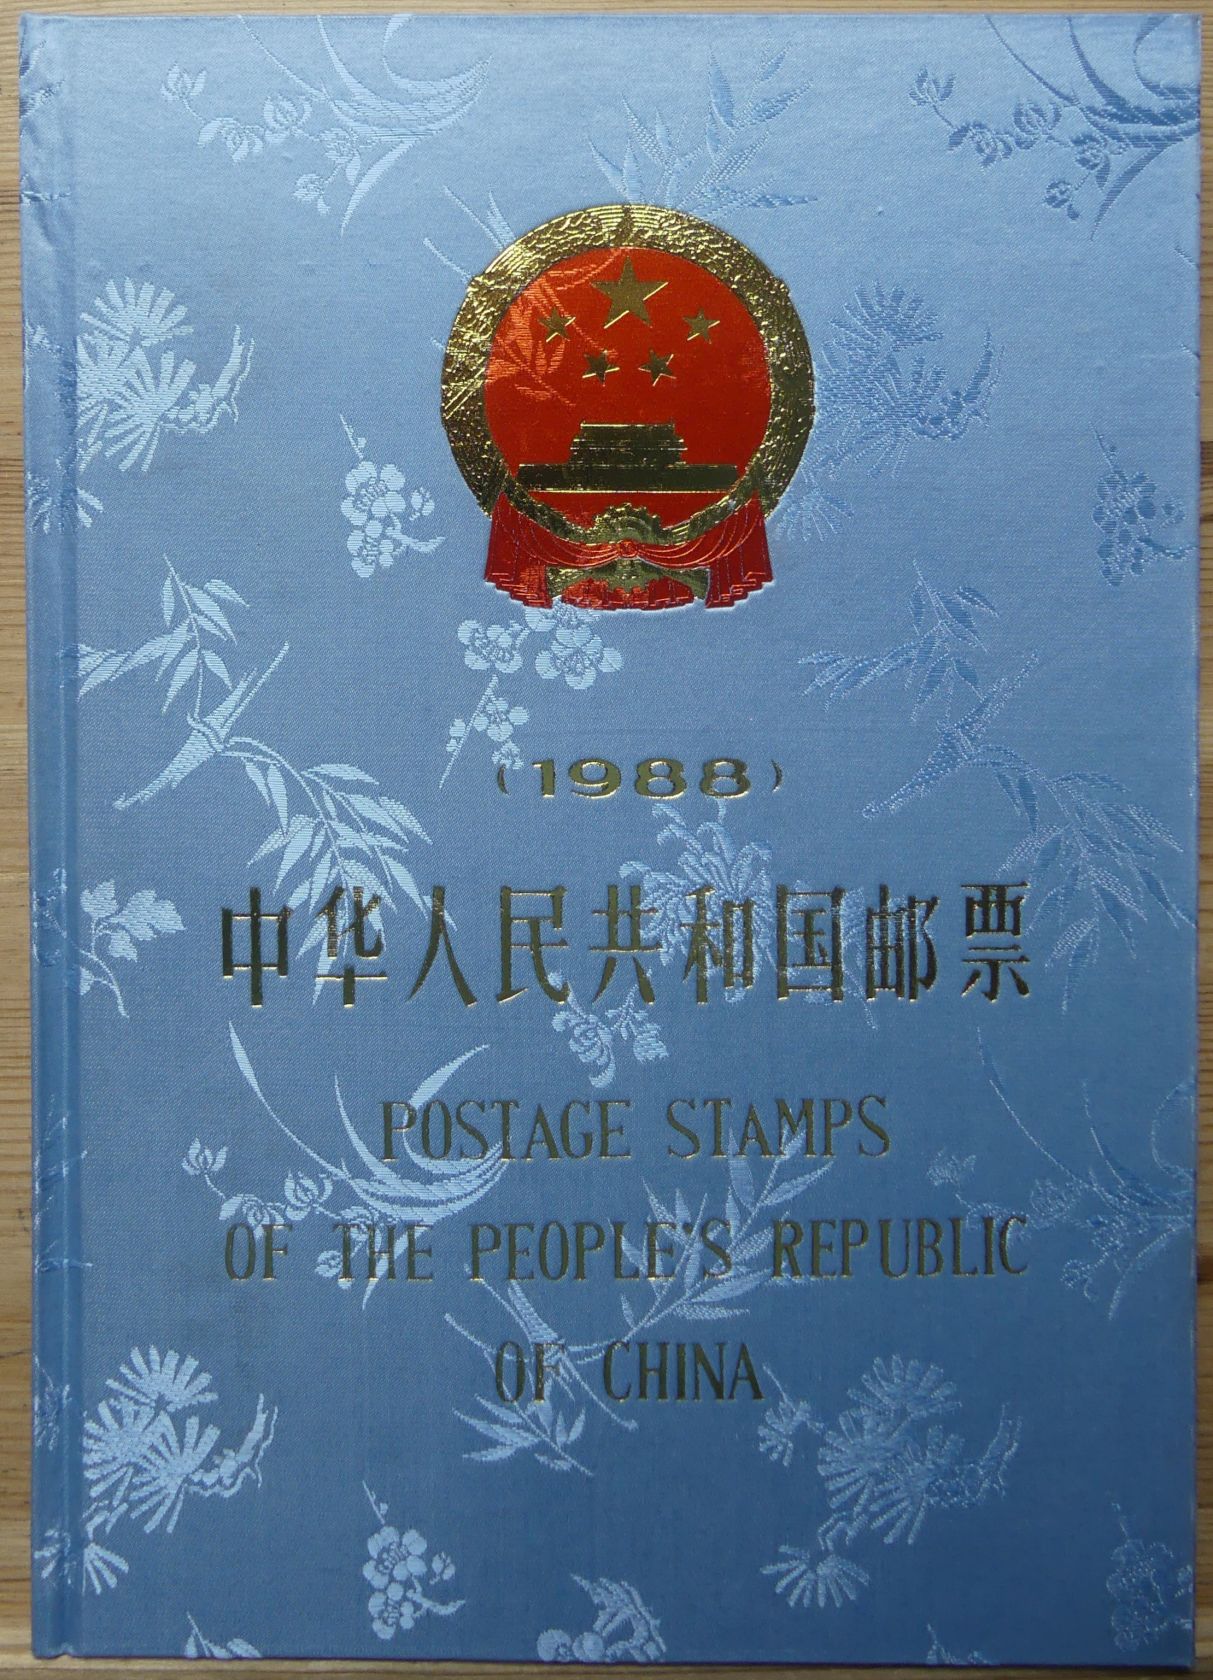 (1988)
中华人民共和国邮票
POSTAGE STAMPS
OF THE PEOPLE'S REPUBLIC
OF CHINA